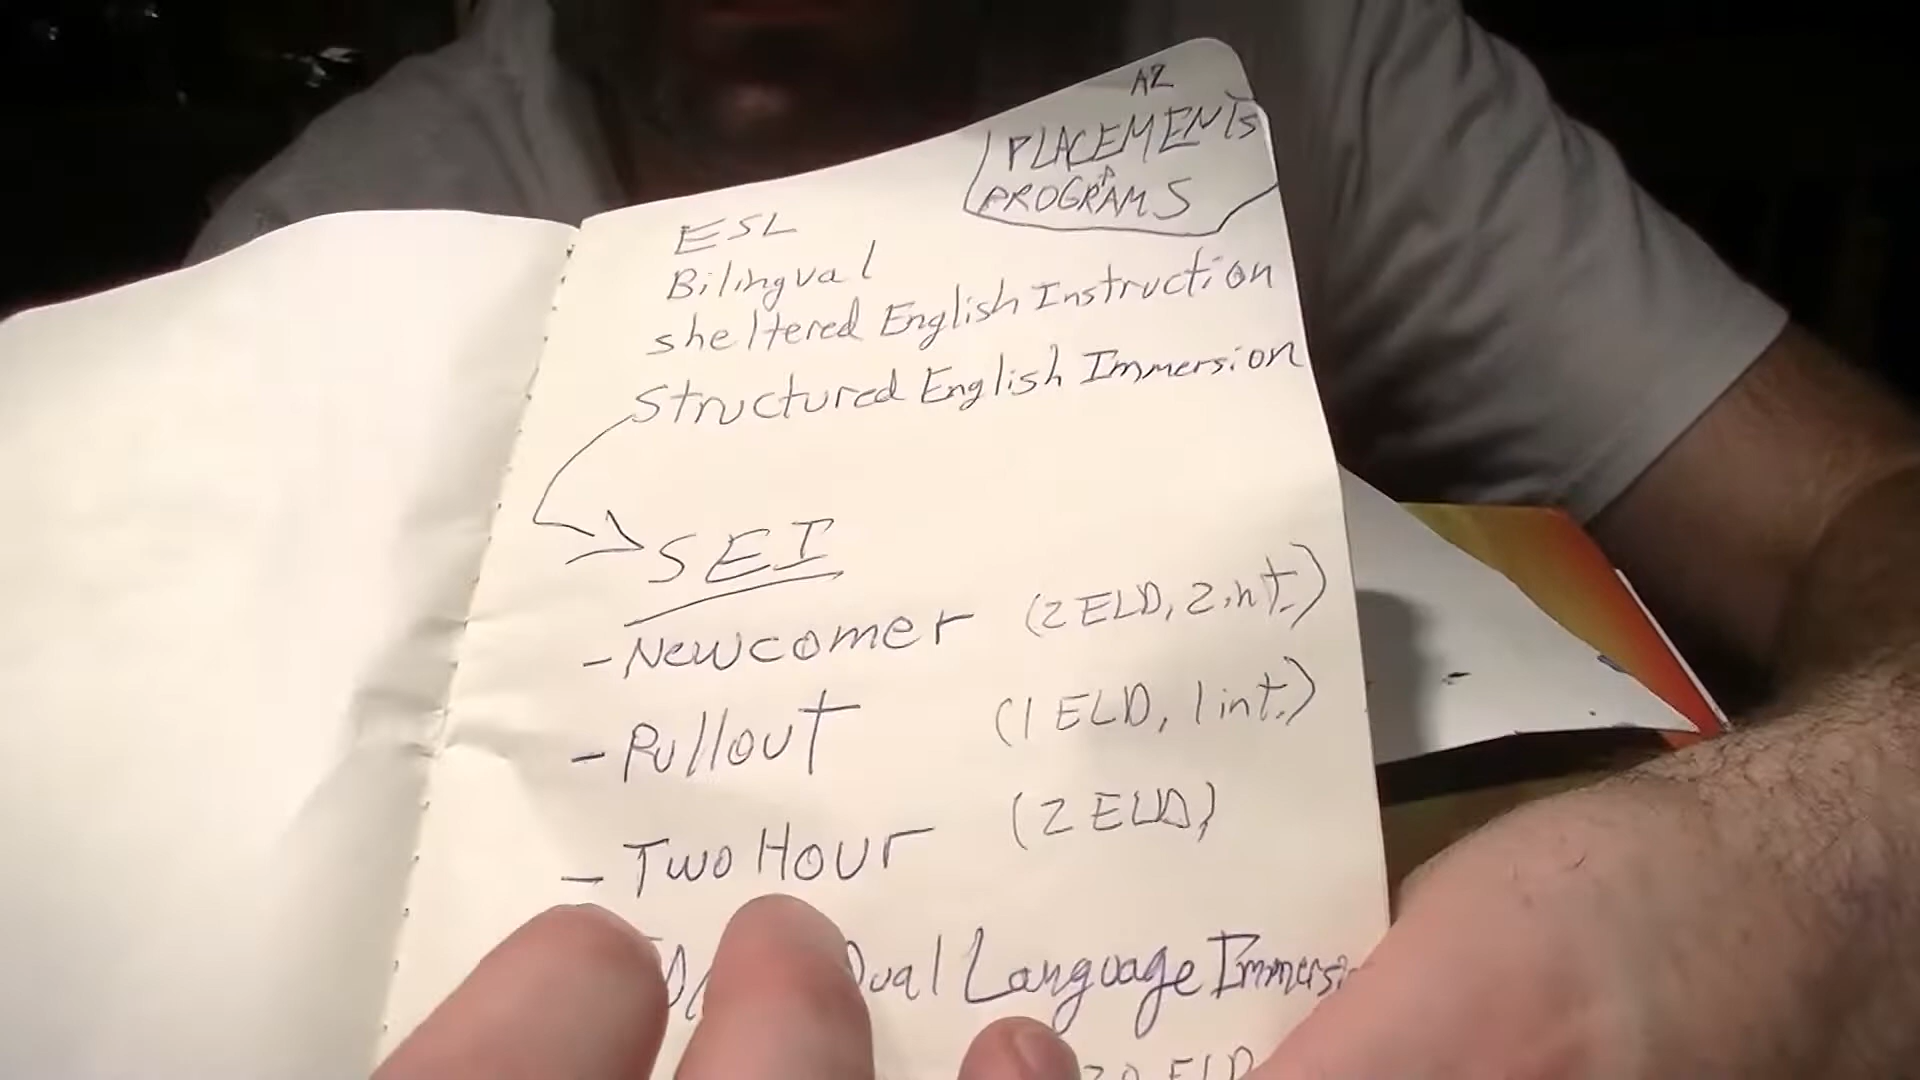 AZ
PLACEMENTS
PROGRAMS
ESL
Bilingual
sheltered English Instruction
Structured English Immersion
SEI
- Newcomer (2 ELD, 2 int.)
- Pullout (1 ELD, 1 int.)
- Two Hour (2 ELD)
Dual Language
ELD